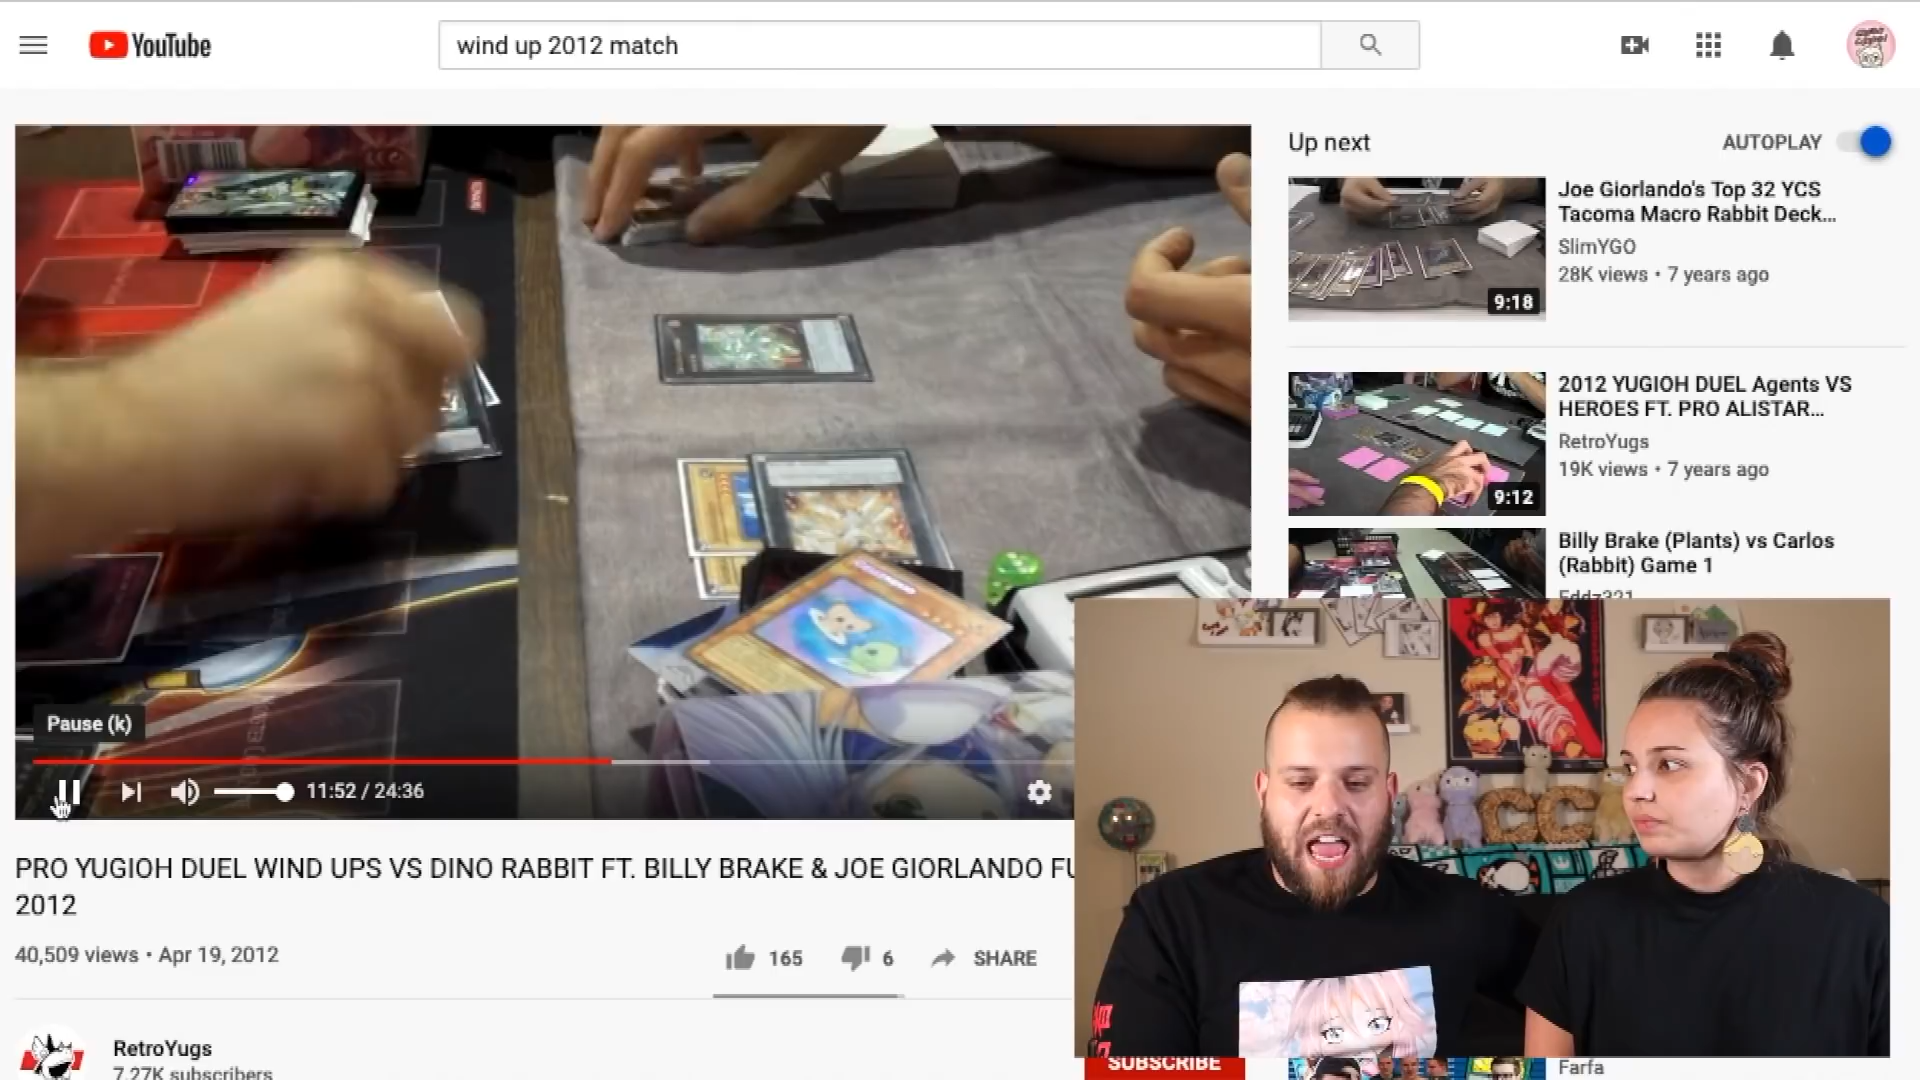 YouTube
wind up 2012 match
Up next
AUTOPLAY
Joe Giorlando's Top 32 YCS
Tacoma Macro Rabbit Deck...
SlimYGO
28K views • 7 years ago
9:18
2012 YUGIOH DUEL Agents VS
HEROES FT. PRO ALISTAR...
RetroYugs
19K views • 7 years ago
9:12
Billy Brake (Plants) vs Carlos
(Rabbit) Game 1
Eddz321
Pause (k)
11:52 / 24:36
CC
PRO YUGIOH DUEL WIND UPS VS DINO RABBIT FT. BILLY BRAKE & JOE GIORLANDO FU
2012
40,509 views • Apr 19, 2012
165
6
SHARE
RetroYugs
7.27K subscribers
SUBSCRIBE
Farfa